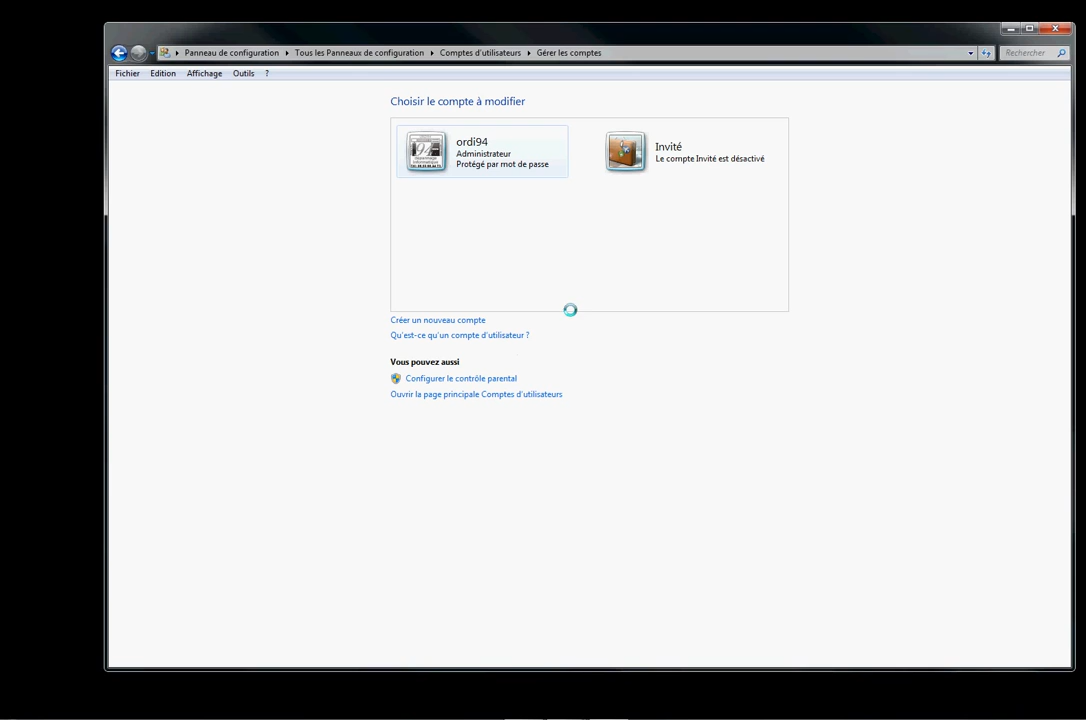 Panneau de configuration Tous les Panneaux de configuration Comptes d'utilisateurs Gérer les comptes Rechercher
Fichier Edition Affichage Outils ?
Choisir le compte à modifier
ordi94
Administrateur
Protégé par mot de passe
Invité
Le compte Invité est désactivé
Créer un nouveau compte
Qu'est-ce qu'un compte d'utilisateur ?
Vous pouvez aussi
Configurer le contrôle parental
Ouvrir la page principale Comptes d'utilisateurs